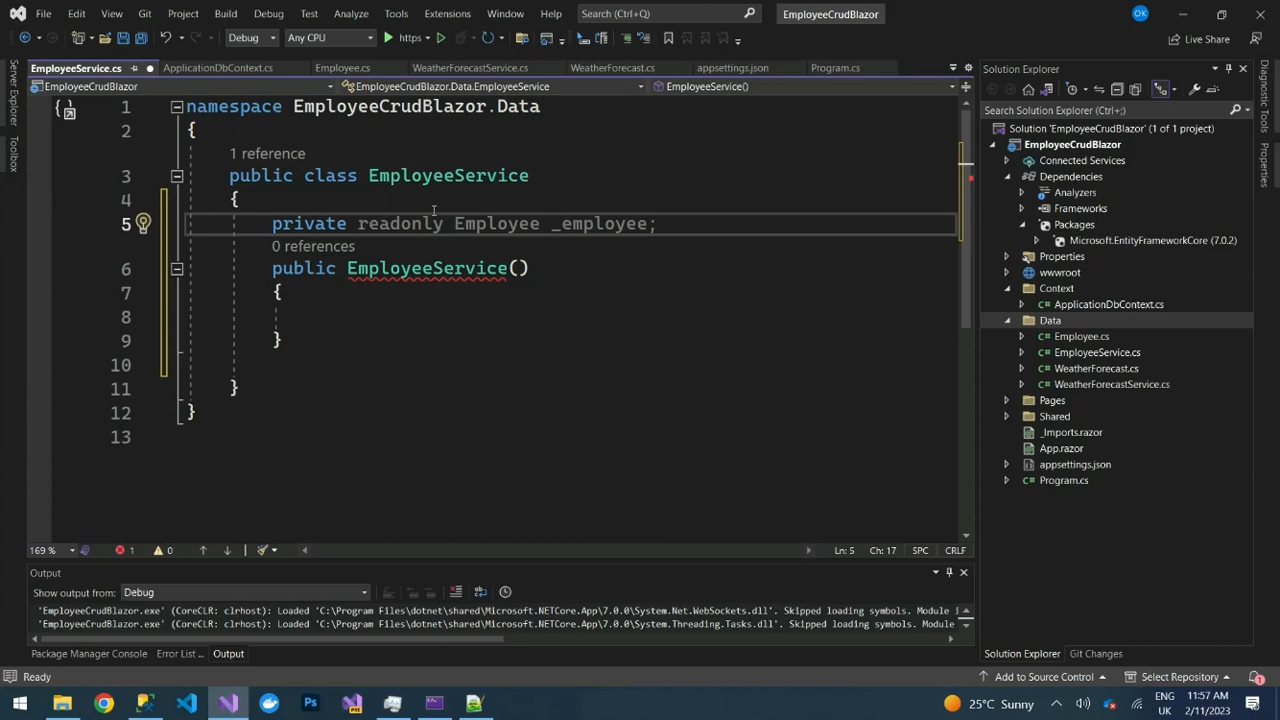 File Edit View Git Project Build Debug Test Analyze Tools Extensions Window Help Search (Ctrl+/) EmployeeCrudBlazor OK
Debug Any CPU https Live Share
EmployeeService.cs ApplicationDbContext.cs Employee.cs WeatherForecastService.cs WeatherForecast.cs appsettings.json Program.cs
EmployeeCrudBlazor EmployeeCrudBlazor.Data.EmployeeService EmployeeService()
Server Explorer
Toolbox
1 namespace EmployeeCrudBlazor.Data
2 {
1 reference
3 public class EmployeeService
4 {
5 private readonly Employee _employee;
0 references
6 public EmployeeService()
7 {
8
9 }
10
11 }
12 }
13
169 % 1 0 Ln: 5 Ch: 17 SPC CRLF
Output
Show output from: Debug
'EmployeeCrudBlazor.exe' (CoreCLR: clrhost): Loaded 'C:\Program Files\dotnet\shared\Microsoft.NETCore.App\7.0.0\System.Net.WebSockets.dll'. Skipped loading symbols. Module
'EmployeeCrudBlazor.exe' (CoreCLR: clrhost): Loaded 'C:\Program Files\dotnet\shared\Microsoft.NETCore.App\7.0.0\System.Threading.Tasks.dll'. Skipped loading symbols. Module
Package Manager Console Error List ... Output
Solution Explorer
Search Solution Explorer (Ctrl+;)
Solution 'EmployeeCrudBlazor' (1 of 1 project)
EmployeeCrudBlazor
Connected Services
Dependencies
Analyzers
Frameworks
Packages
Microsoft.EntityFrameworkCore (7.0.2)
Properties
wwwroot
Context
C# ApplicationDbContext.cs
Data
C# Employee.cs
C# EmployeeService.cs
C# WeatherForecast.cs
C# WeatherForecastService.cs
Pages
Shared
_Imports.razor
App.razor
appsettings.json
C# Program.cs
Solution Explorer Git Changes
Diagnostic Tools
Properties
Ready Add to Source Control Select Repository 1
Ps 25°C Sunny ENG UK 11:57 AM 2/11/2023